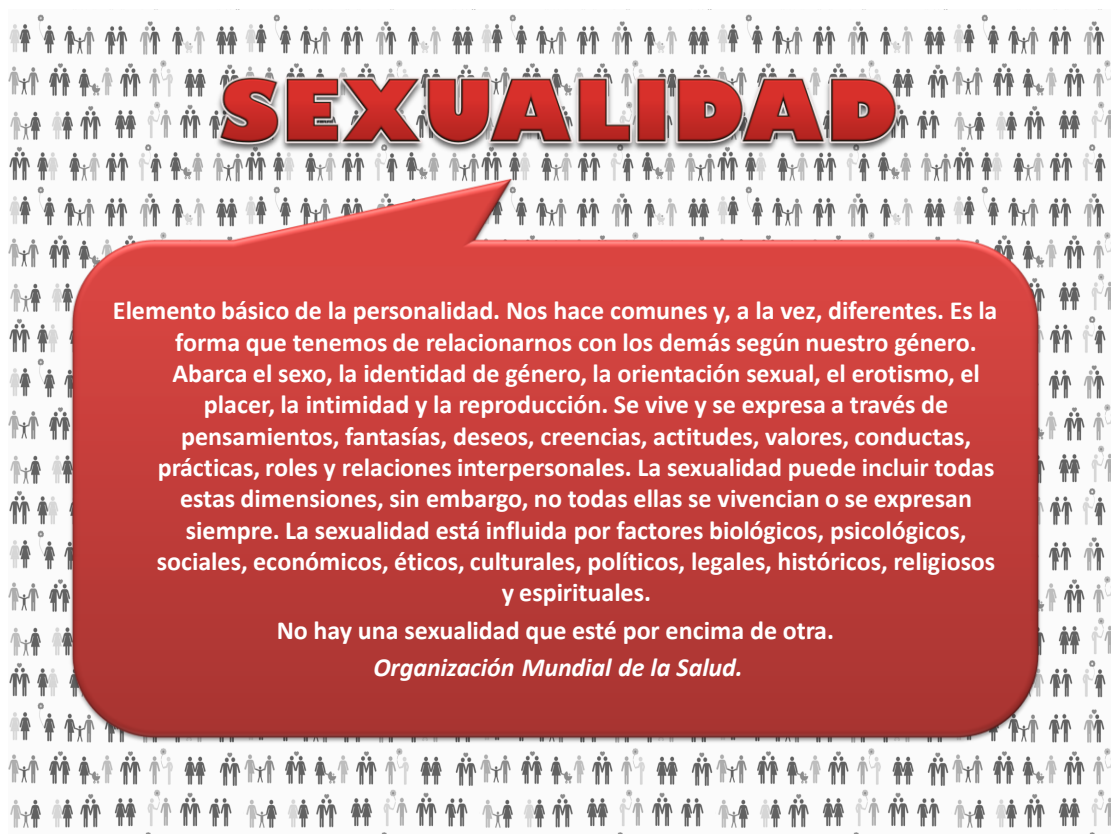 SEXUALIDAD
Elemento básico de la personalidad. Nos hace comunes y, a la vez, diferentes. Es la
forma que tenemos de relacionarnos con los demás según nuestro género.
Abarca el sexo, la identidad de género, la orientación sexual, el erotismo, el
placer, la intimidad y la reproducción. Se vive y se expresa a través de
pensamientos, fantasías, deseos, creencias, actitudes, valores, conductas,
prácticas, roles y relaciones interpersonales. La sexualidad puede incluir todas
estas dimensiones, sin embargo, no todas ellas se vivencian o se expresan
siempre. La sexualidad está influida por factores biológicos, psicológicos,
sociales, económicos, éticos, culturales, políticos, legales, históricos, religiosos
y espirituales.
No hay una sexualidad que esté por encima de otra.
Organización Mundial de la Salud.